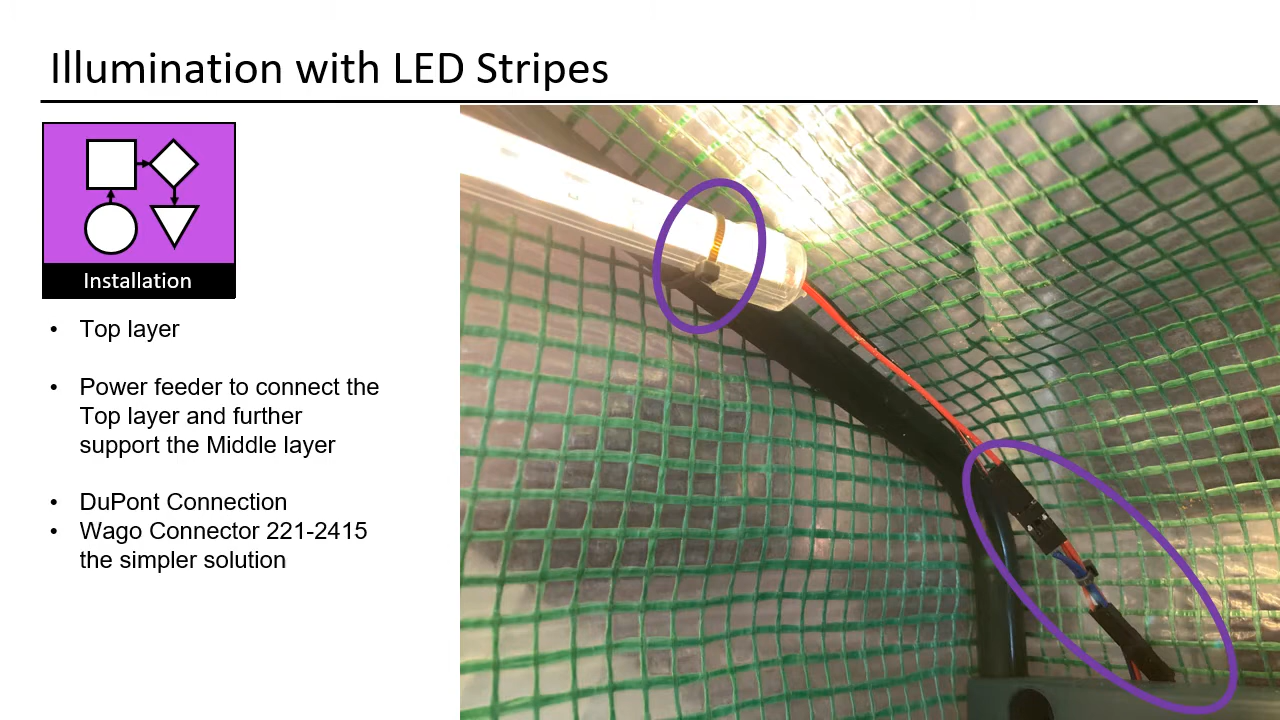 Illumination with LED Stripes
Installation
• Top layer
• Power feeder to connect the
Top layer and further
support the Middle layer
• DuPont Connection
• Wago Connector 221-2415
the simpler solution